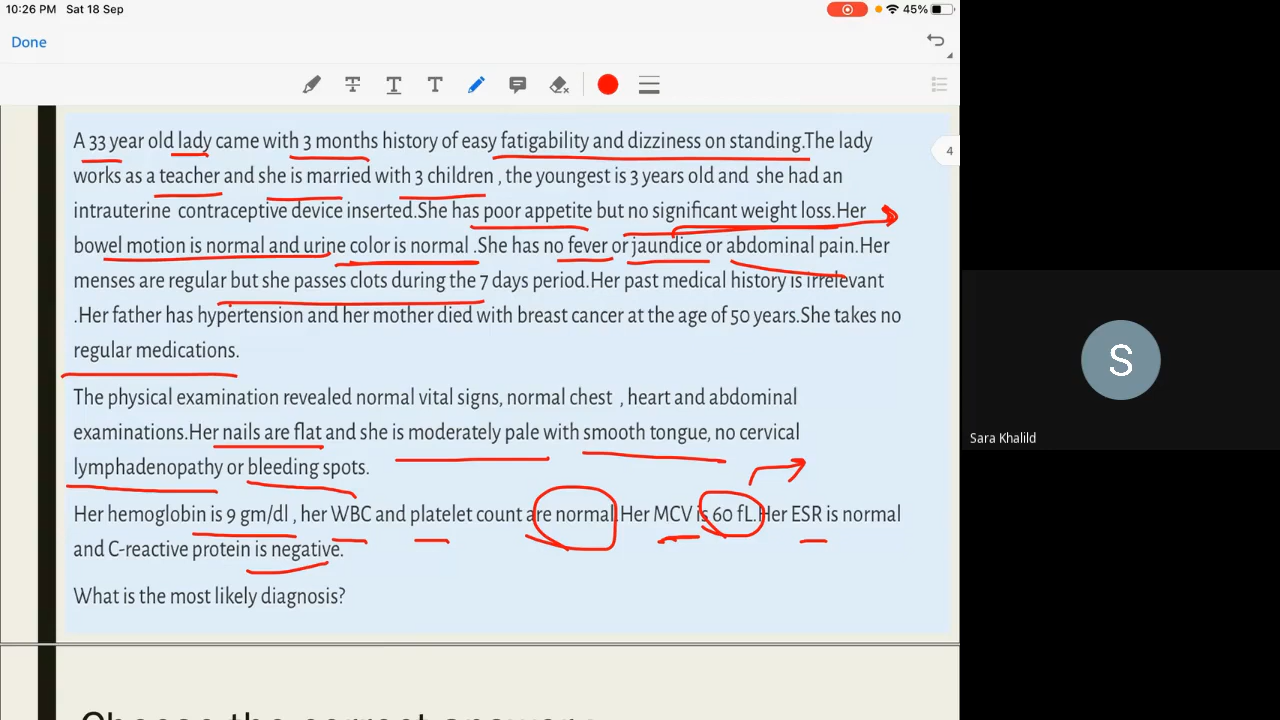 10:26 PM Sat 18 Sep 45%
Done
T T
A 33 year old lady came with 3 months history of easy fatigability and dizziness on standing.The lady
4
works as a teacher and she is married with 3 children , the youngest is 3 years old and she had an
intrauterine contraceptive device inserted.She has poor appetite but no significant weight loss.Her
bowel motion is normal and urine color is normal .She has no fever or jaundice or abdominal pain.Her
menses are regular but she passes clots during the 7 days period.Her past medical history is irrelevant
.Her father has hypertension and her mother died with breast cancer at the age of 50 years.She takes no
regular medications.
The physical examination revealed normal vital signs, normal chest , heart and abdominal
examinations.Her nails are flat and she is moderately pale with smooth tongue, no cervical
lymphadenopathy or bleeding spots.
Her hemoglobin is 9 gm/dl , her WBC and platelet count are normal.Her MCV is 60 fL.Her ESR is normal
and C-reactive protein is negative.
What is the most likely diagnosis?
Choose the correct answer:
S
Sara Khalild